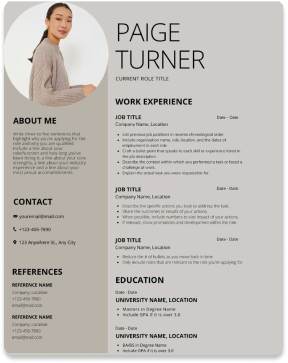 PAIGE
TURNER
CURRENT ROLE TITLE
ABOUT ME
Write three to five sentences that
highlight why you're applying for the
role and why you are qualified.
Include a line about your
been doing it, a line about your core
strengths, a line about your industry
experience and a line about your
most proud accomplishments.
CONTACT
youremail@mail.com
+123-456-7890
123 Anywhere St., Any City
REFERENCES
REFERENCE NAME
Company, Location
+123-456-7890
email@mail.com
REFERENCE NAME
Company, Location
+123-456-7890
email@mail.com
WORK EXPERIENCE
JOB TITLE Date - Date
Company Name, Location
List previous job positions in reverse chronological order
Include organisation name, role, location, and the dates of
employment in each role
Craft a bullet point that speaks to each skill or experience listed in
the job description
Describe the context within which you performed a task or faced a
challenge at work
Explain the actual task you were responsible for
JOB TITLE Date - Date
Company Name, Location
Describe the specific actions you took to address the task
Share the outcomes or results of your actions
When possible, include numbers to add impact of your actions
If relevant, show promotions and development within the role
JOB TITLE Date - Date
Company Name, Location
Reduce the # of bullets as you move back in time
Only include roles that are relevant to the role you're applying for
EDUCATION
Date - Date
UNIVERSITY NAME, LOCATION
Masters in Degree Name
Include GPA if it is over 3.0
Date - Date
UNIVERSITY NAME, LOCATION
BA/BS in Degree Name
Include GPA if it is over 3.0